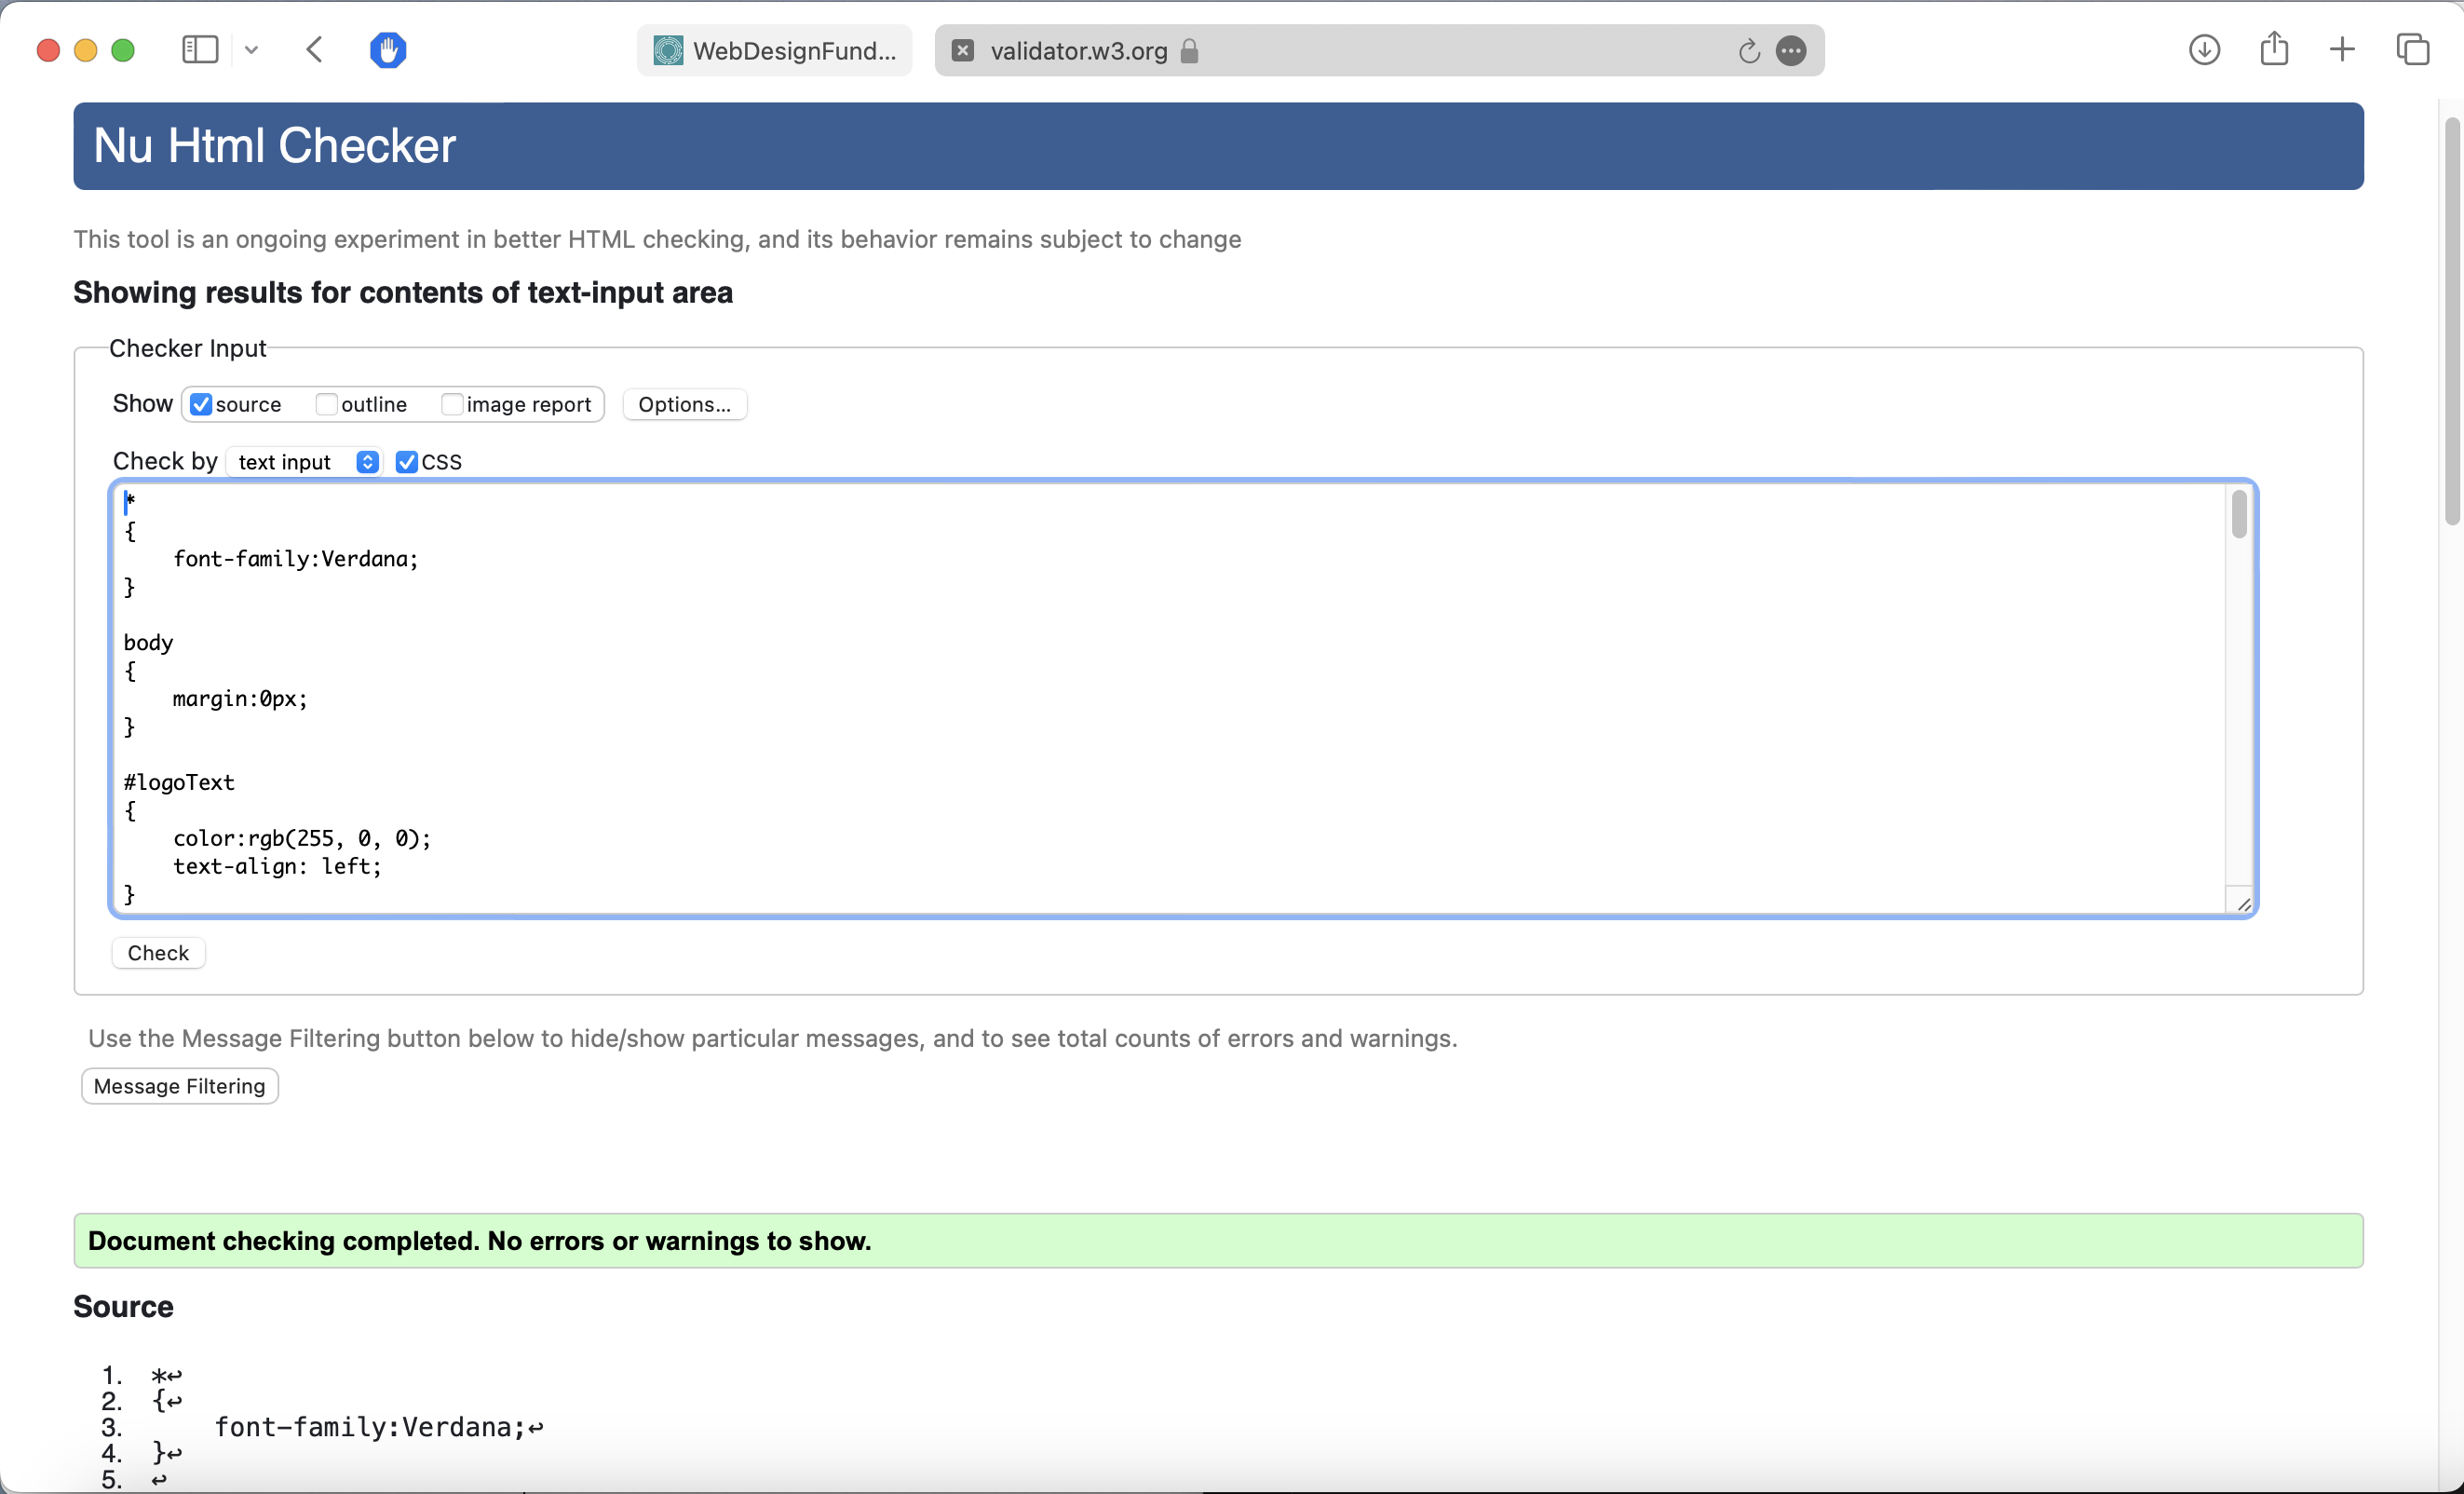 WebDesignFund...
validator.w3.org
Nu Html Checker
This tool is an ongoing experiment in better HTML checking, and its behavior remains subject to change
Showing results for contents of text-input area
Checker Input
Show source outline image report Options...
Check by text input CSS
*
{
    font-family:Verdana;
}
body
{
    margin:0px;
}
#logoText
{
    color:rgb(255, 0, 0);
    text-align: left;
}
Check
Use the Message Filtering button below to hide/show particular messages, and to see total counts of errors and warnings.
Message Filtering
Document checking completed. No errors or warnings to show.
Source
1. *↩
2. {↩
3.     font-family:Verdana;↩
4. }↩
5. ↩